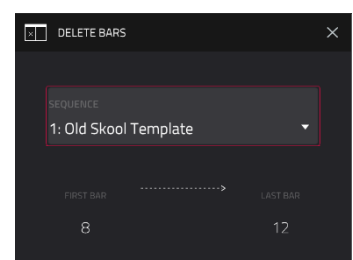 DELETE BARS
SEQUENCE
1: Old Skool Template
FIRST BAR
LAST BAR
8
12